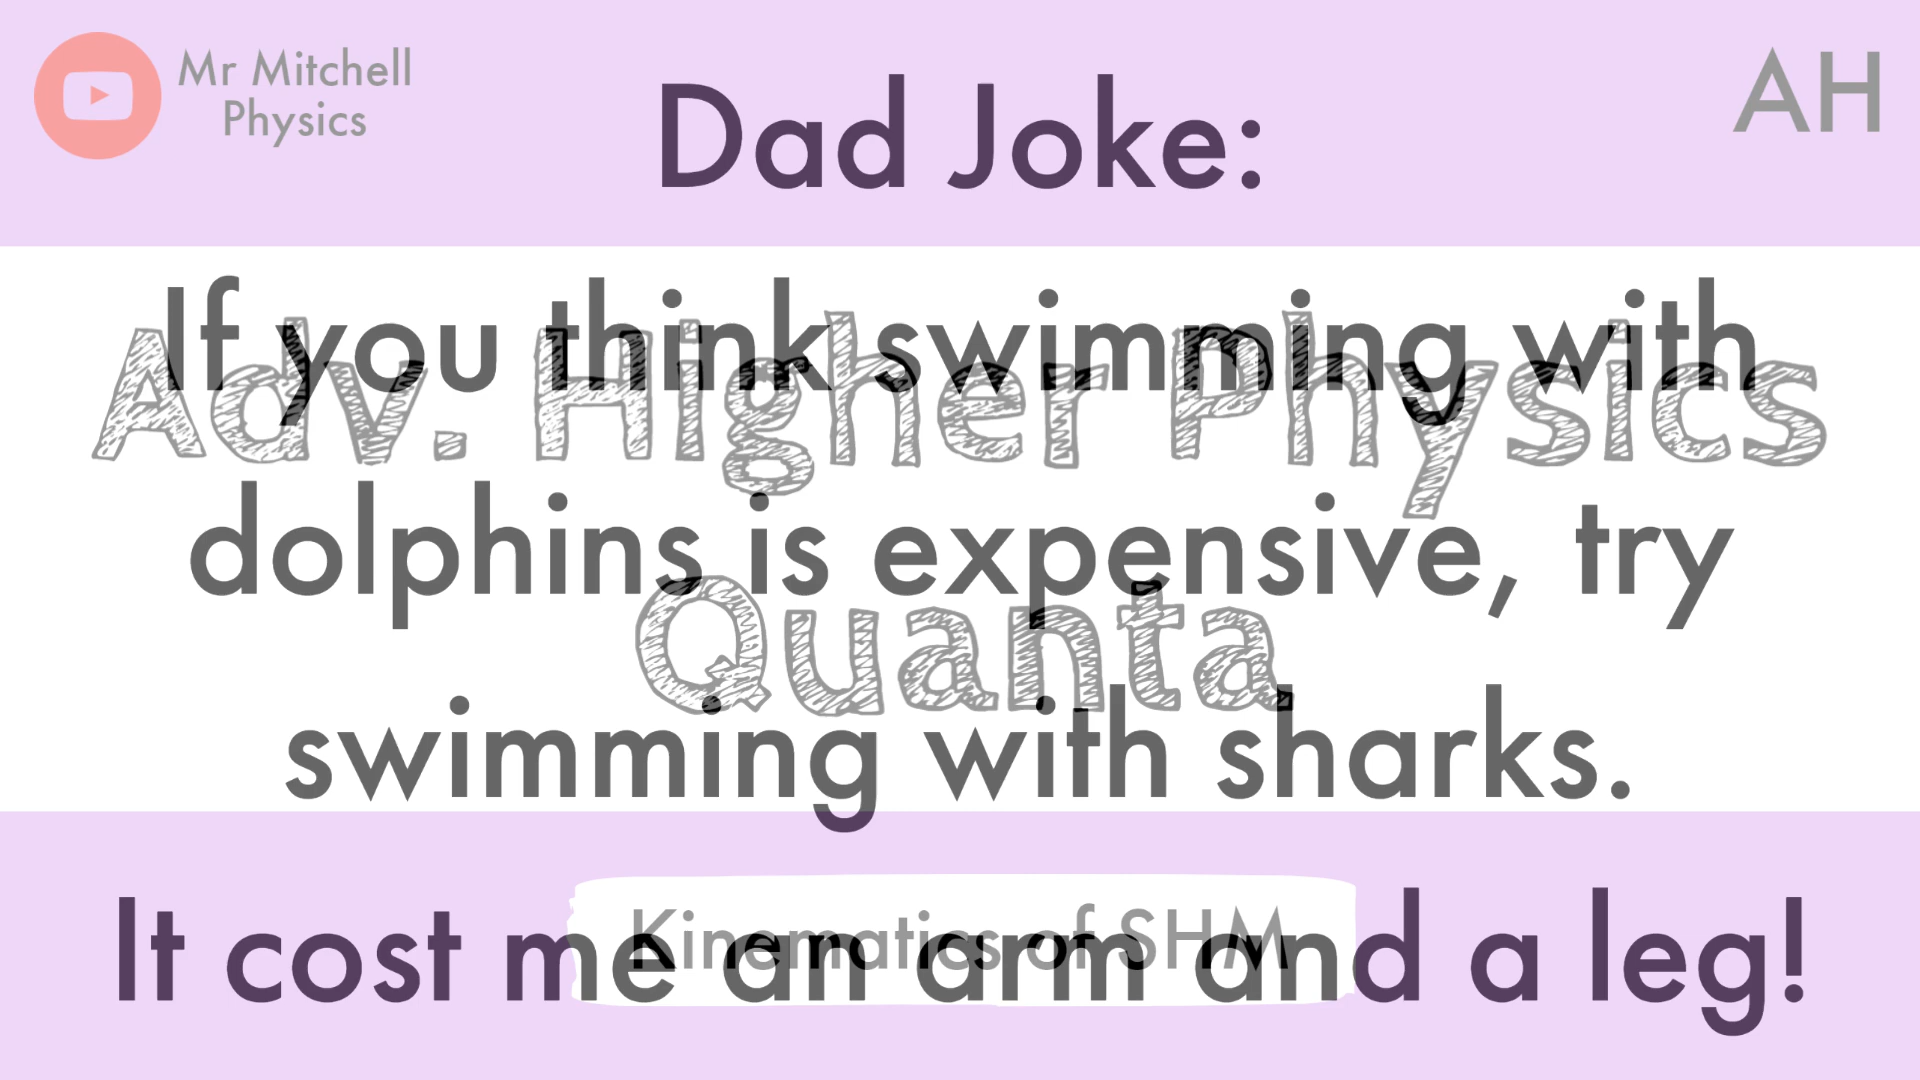 Mr Mitchell
Physics
AH
Dad Joke:
If you think swimming with
Adv. Higher Physics
dolphins is expensive, try
Quanta
swimming with sharks.
Kinematics of SHM
It cost me an arm and a leg!